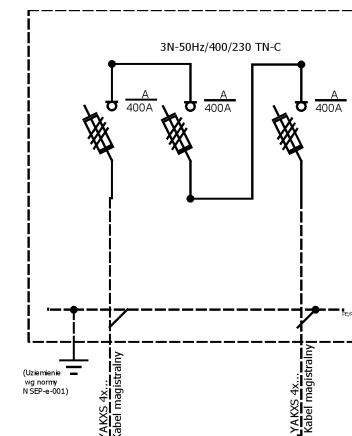 3N-50Hz/400/230 TN-C
A
400A
A
400A
A
400A
(Uziemienie
wg normy
N SEP-e-001)
YAKXS 4x...
Kabel magistralny
YAKXS 4x...
Kabel magistralny